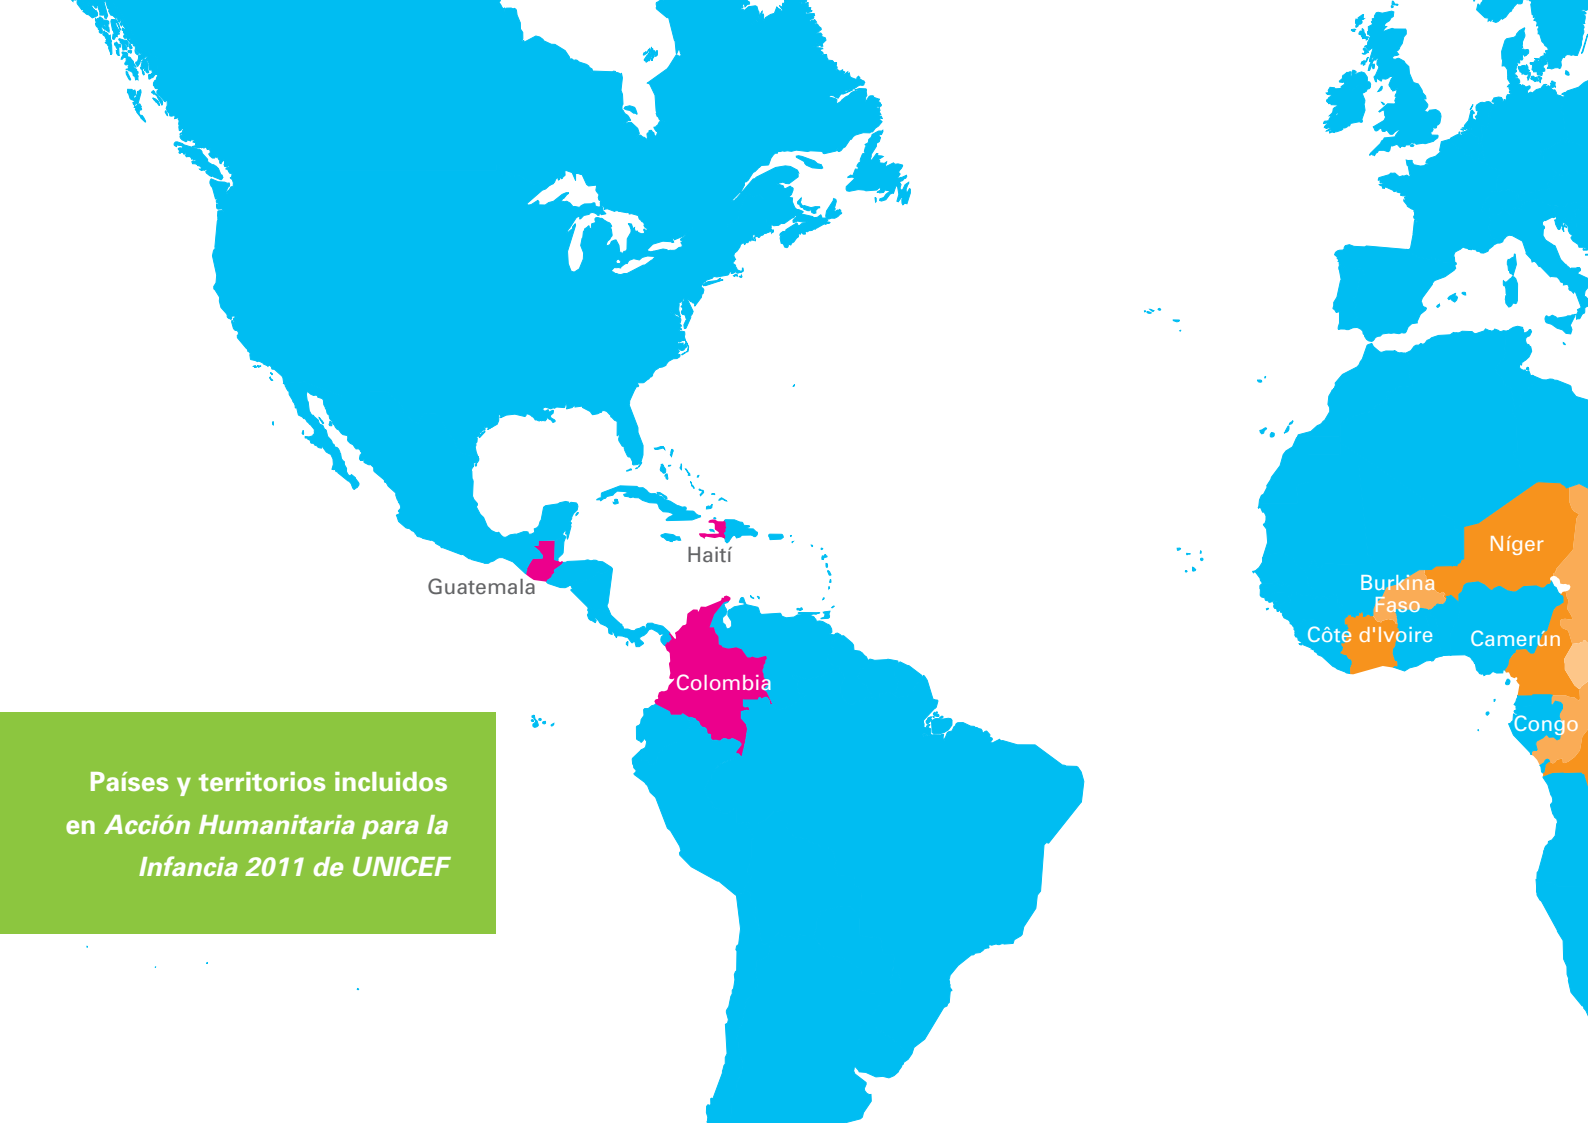 Haití
Guatemala
Colombia
Níger
Burkina
Faso
Côte d'Ivoire
Camerún
Congo
Países y territorios incluidos
en Acción Humanitaria para la
Infancia 2011 de UNICEF